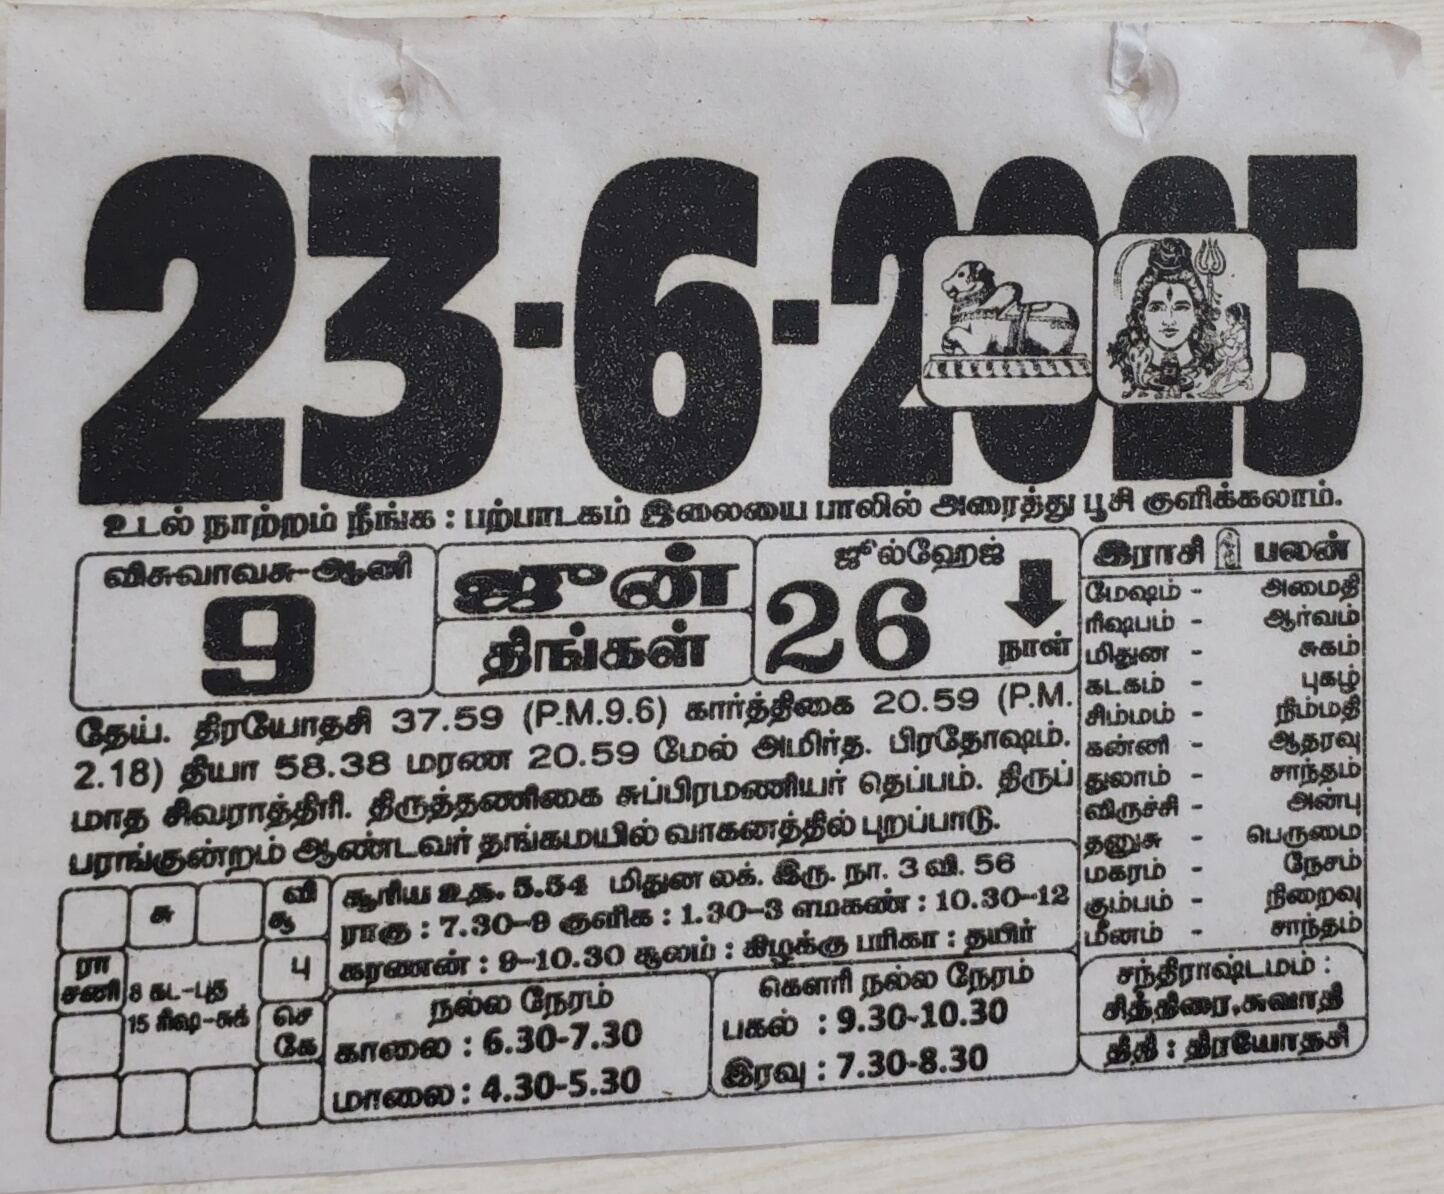 23-6-2025
உடல் நாற்றம் நீங்க : பற்பாடகம் இலையை பாலில் அரைத்து பூசி குளிக்கலாம்.
விசுவாவசு-ஆனி
9
ஜுன்
திங்கள்
ஜூல்ஹேஜ்
26
நாள்
தேய். திரயோதசி 37.59 (P.M.9.6) கார்த்திகை 20.59 (P.M.
2.18) தியா 58.38 மரண 20.59 மேல் அமிர்த. பிரதோஷம்.
மாத சிவராத்திரி. திருத்தணிகை சுப்பிரமணியர் தெப்பம். திருப்
பரங்குன்றம் ஆண்டவர் தங்கமயில் வாகனத்தில் புறப்பாடு.
இராசி பலன்
மேஷம் - அமைதி
ரிஷபம் - ஆர்வம்
மிதுன - சுகம்
கடகம் - புகழ்
சிம்மம் - நிம்மதி
கன்னி - ஆதரவு
துலாம் - சாந்தம்
விருச்சி - அன்பு
தனுசு - பெருமை
மகரம் - நேசம்
கும்பம் - நிறைவு
மீனம் - சாந்தம்
சு
வி
சூ
ரா
சனி
பு
8 கட-புத
15 ரிஷ-சுக்
செ
கே
சூரிய உத. 5.54 மிதுன லக். இரு. நா. 3 வி. 56
ராகு : 7.30-9 குளிக : 1.30-3 எமகண் : 10.30-12
கரணன் : 9-10.30 சூலம் : கிழக்கு பரிகா : தயிர்
நல்ல நேரம்
காலை : 6.30-7.30
மாலை : 4.30-5.30
கௌரி நல்ல நேரம்
பகல் : 9.30-10.30
இரவு : 7.30-8.30
சந்திராஷ்டமம் :
சித்திரை,சுவாதி
திதி : திரயோதசி